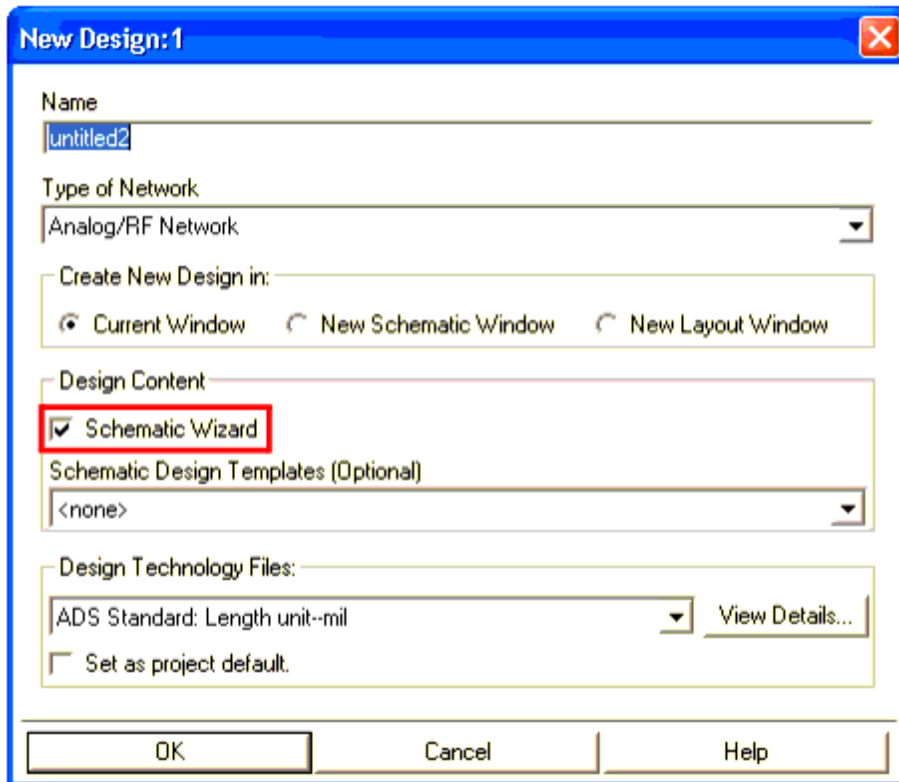 New Design:1
Name
untitled2
Type of Network
Analog/RF Network
Create New Design in:
Current Window New Schematic Window New Layout Window
Design Content
Schematic Wizard
Schematic Design Templates (Optional)
<none>
Design Technology Files:
ADS Standard: Length unit--mil View Details...
Set as project default.
OK Cancel Help